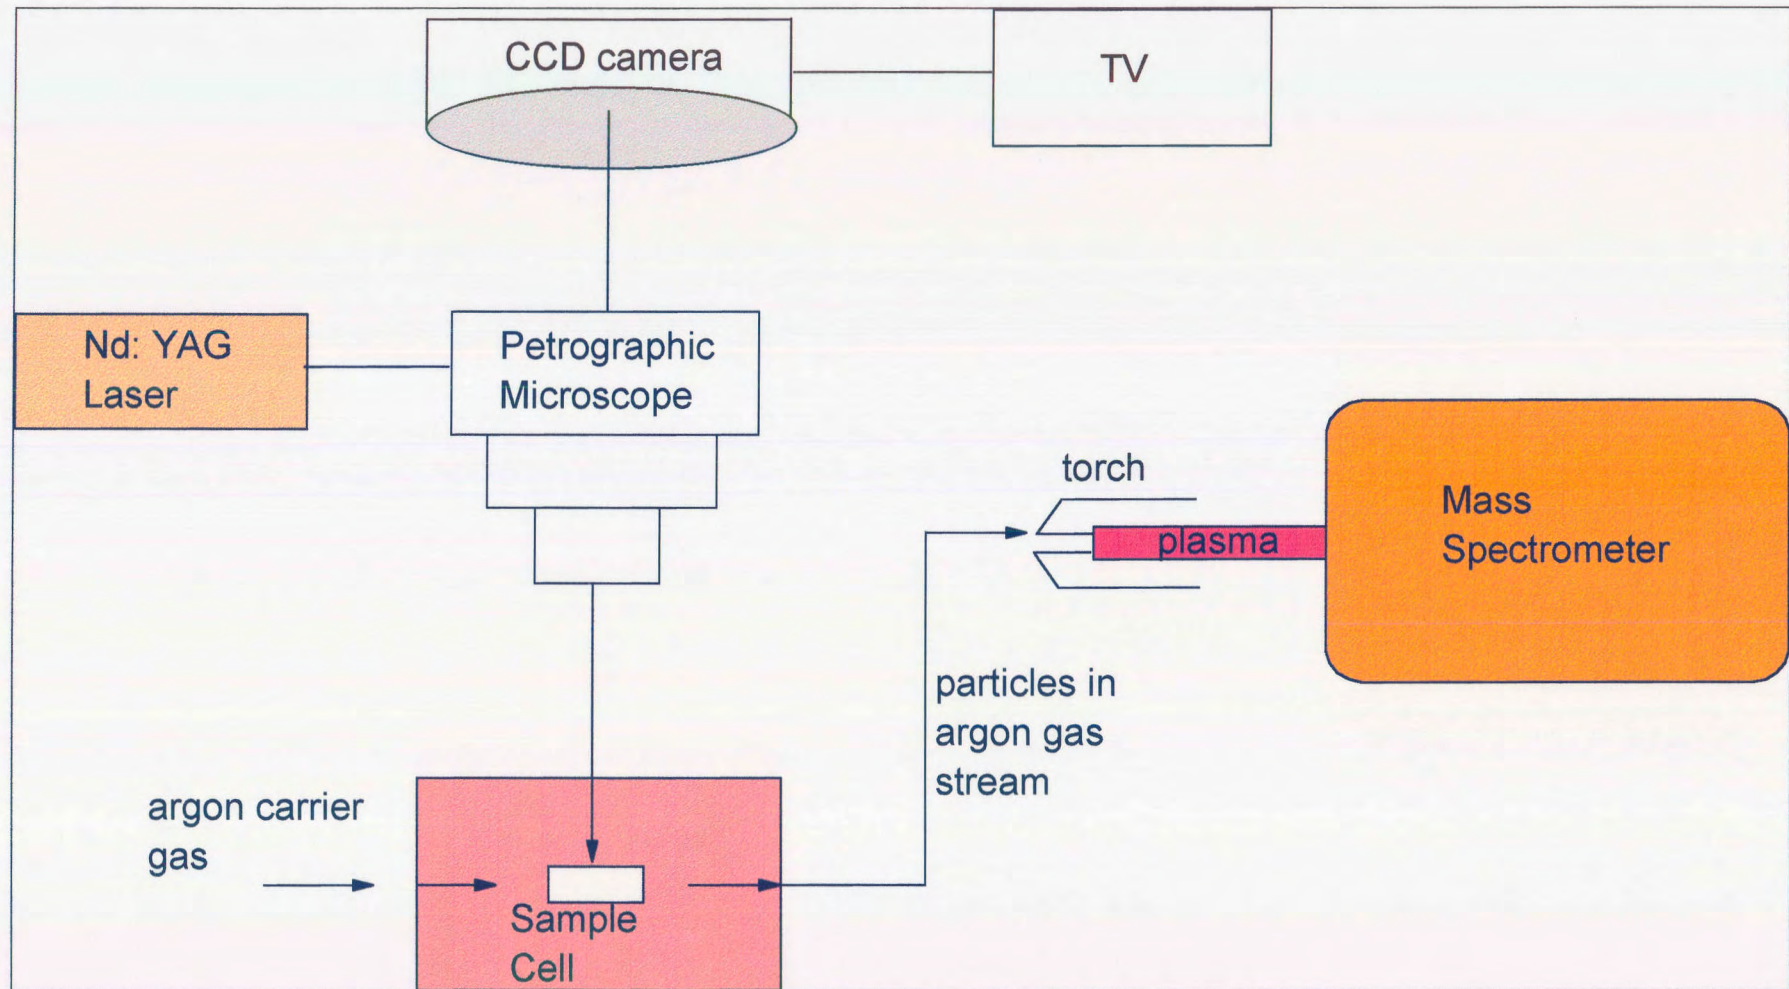 CCD camera
TV
Nd: YAG
Laser
Petrographic
Microscope
torch
plasma
Mass
Spectrometer
particles in
argon gas
stream
argon carrier
gas
Sample
Cell